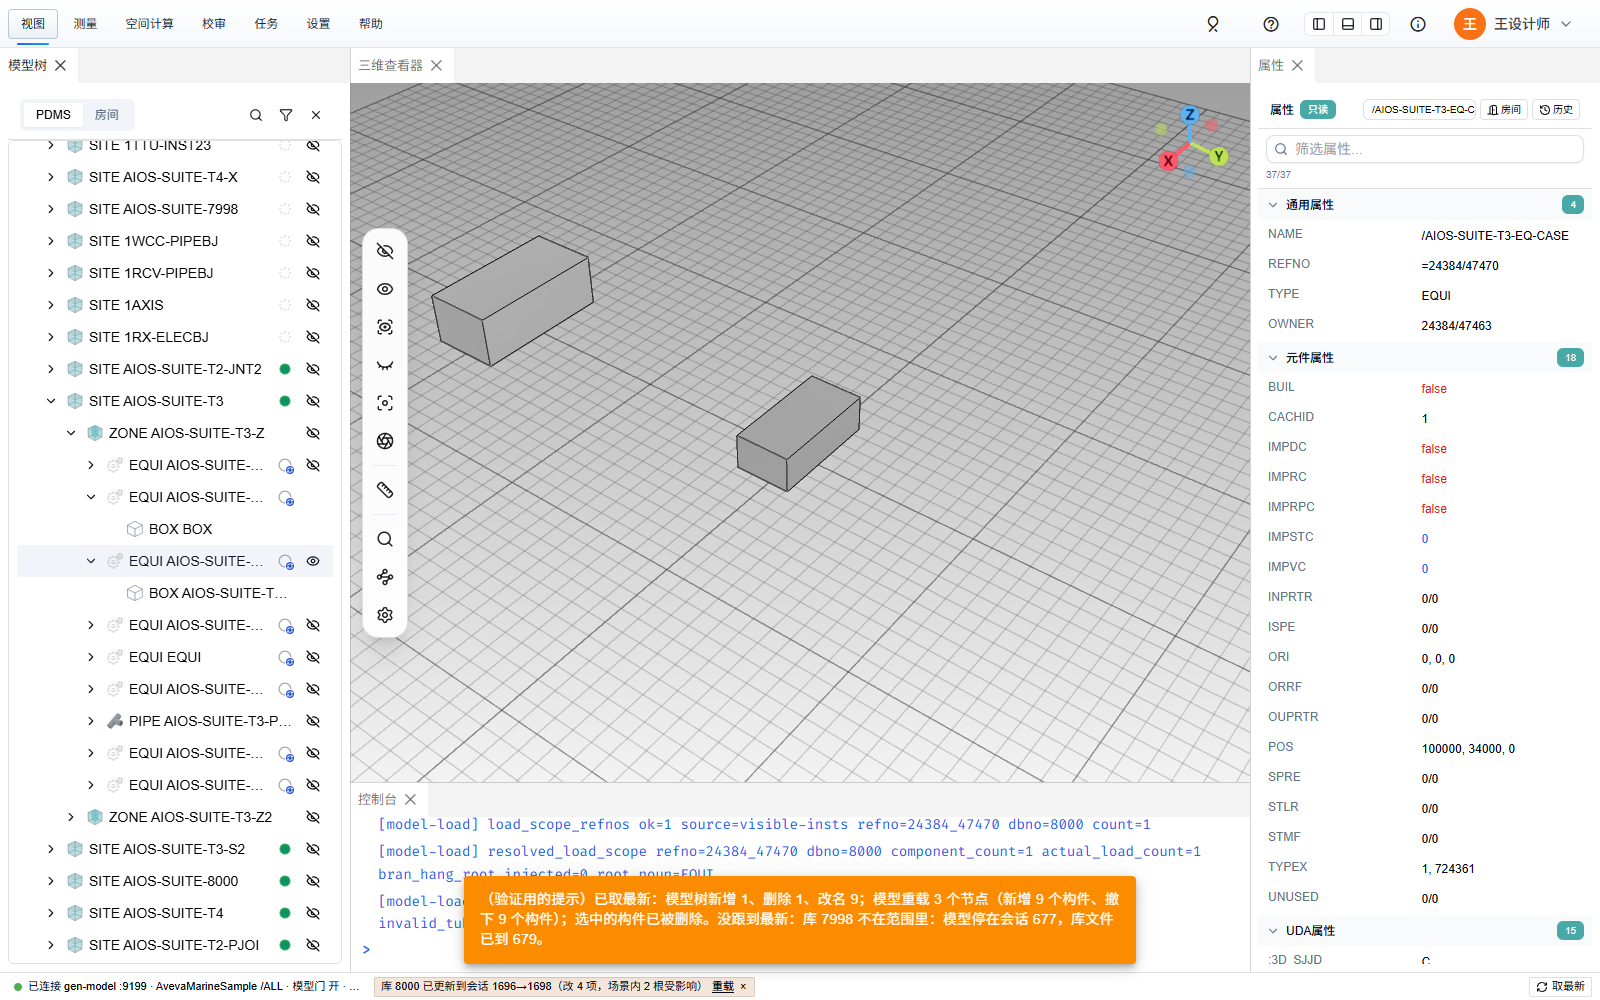 视图 测量 空间计算 校审 任务 设置 帮助 王 王设计师
模型树
PDMS 房间
SITE 1TTU-INST23
SITE AIOS-SUITE-T4-X
SITE AIOS-SUITE-7998
SITE 1WCC-PIPEBJ
SITE 1RCV-PIPEBJ
SITE 1AXIS
SITE 1RX-ELECBJ
SITE AIOS-SUITE-T2-JNT2
SITE AIOS-SUITE-T3
ZONE AIOS-SUITE-T3-Z
EQUI AIOS-SUITE-...
EQUI AIOS-SUITE-...
BOX BOX
EQUI AIOS-SUITE-...
BOX AIOS-SUITE-T...
EQUI AIOS-SUITE-...
EQUI EQUI
EQUI AIOS-SUITE-...
PIPE AIOS-SUITE-T3-P...
EQUI AIOS-SUITE-...
EQUI AIOS-SUITE-...
ZONE AIOS-SUITE-T3-Z2
SITE AIOS-SUITE-T3-S2
SITE AIOS-SUITE-8000
SITE AIOS-SUITE-T4
SITE AIOS-SUITE-T2-PJOI
三维查看器
Z
X Y
控制台
[model-load] load_scope_refnos ok=1 source=visible-insts refno=24384_47470 dbno=8000 count=1
[model-load] resolved_load_scope refno=24384_47470 dbno=8000 component_count=1 actual_load_count=1
bran_hang_root_injected=0 root_noun=EQUI
[model-loa
invalid_tu
>
（验证用的提示）已取最新：模型树新增 1、删除 1、改名 9；模型重载 3 个节点（新增 9 个构件、撤
下 9 个构件）；选中的构件已被删除。没跟到最新：库 7998 不在范围里：模型停在会话 677，库文件
已到 679。
属性
属性 只读 /AIOS-SUITE-T3-EQ-C 房间 历史
筛选属性...
37/37
通用属性 4
NAME /AIOS-SUITE-T3-EQ-CASE
REFNO =24384/47470
TYPE EQUI
OWNER 24384/47463
元件属性 18
BUIL false
CACHID 1
IMPDC false
IMPRC false
IMPRPC false
IMPSTC 0
IMPVC 0
INPRTR 0/0
ISPE 0/0
ORI 0, 0, 0
ORRF 0/0
OUPRTR 0/0
POS 100000, 34000, 0
SPRE 0/0
STLR 0/0
STMF 0/0
TYPEX 1, 724361
UNUSED 0/0
UDA属性 15
:3D_SJJD C
已连接 gen-model :9199 · AvevaMarineSample /ALL · 模型门 开 · ...
库 8000 已更新到会话 1696→1698（改 4 项，场景内 2 根受影响） 重载 ×
取最新